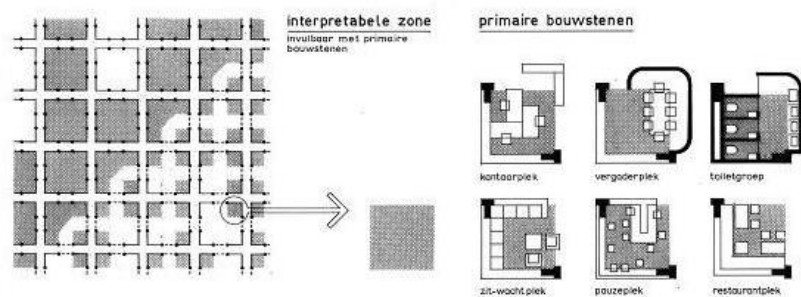 interpretabele zone
invulbaar met primaire
bouwstenen
primaire bouwstenen
kantoorplek
vergaderplek
toiletgroep
zit-wachtplek
pauzeplek
restaurantplek